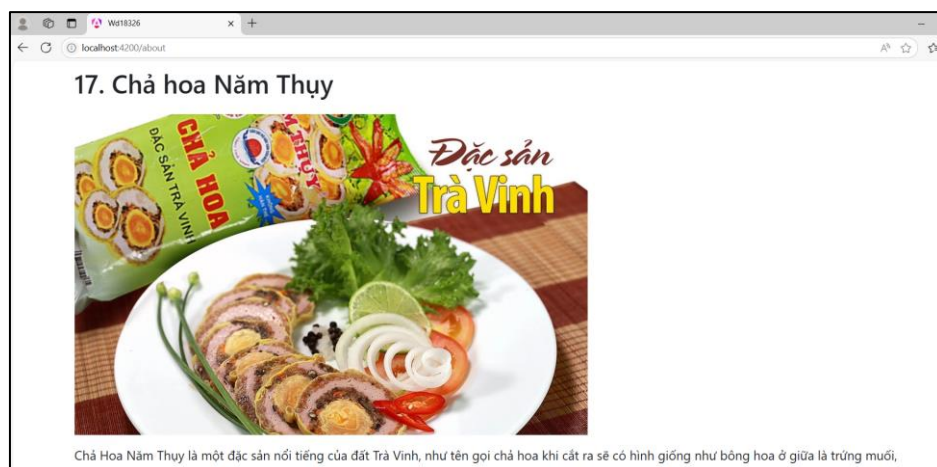 Wd18326
localhost:4200/about
17. Chả hoa Năm Thụy
CHẢ HOA
ĐẶC SẢN TRÀ VINH
M THỤY
Đặc sản
Trà Vinh
Chả Hoa Năm Thụy là một đặc sản nổi tiếng của đất Trà Vinh, như tên gọi chả hoa khi cắt ra sẽ có hình giống như bông hoa ở giữa là trứng muối,